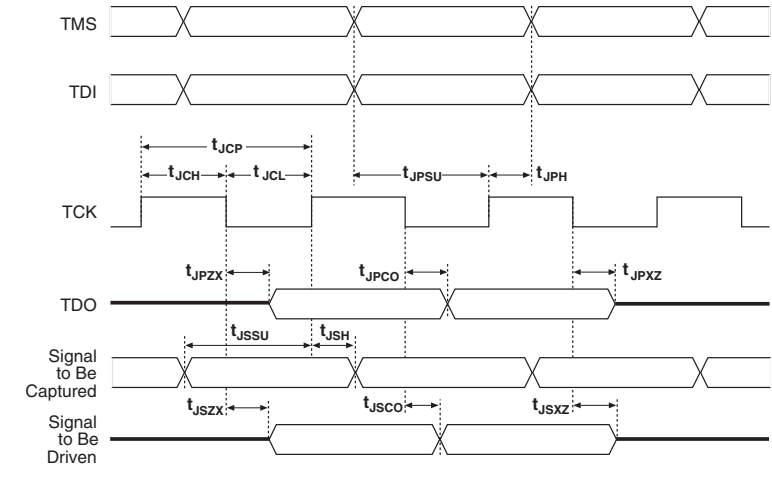 TMS
TDI
tJCP
tJCH
tJCL
tJPSU
tJPH
TCK
tJPZX
tJPCO
tJPXZ
TDO
tJSSU
tJSH
Signal
to Be
Captured
tJSZX
tJSCO
tJSXZ
Signal
to Be
Driven